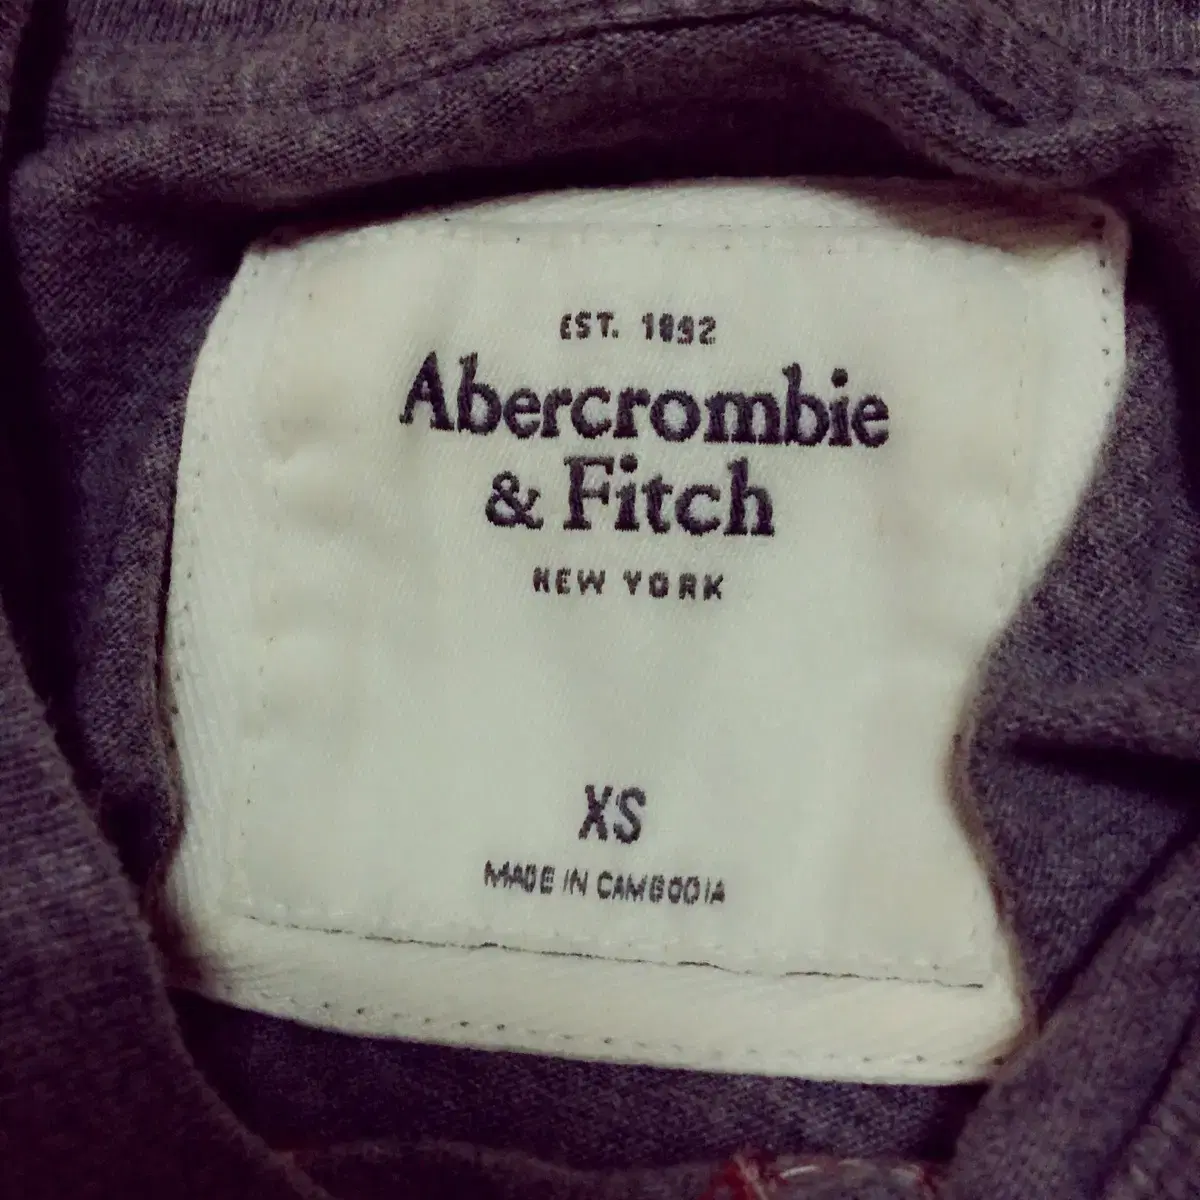 EST. 1892
Abercrombie
& Fitch
NEW YORK
XS
MADE IN CAMBODIA